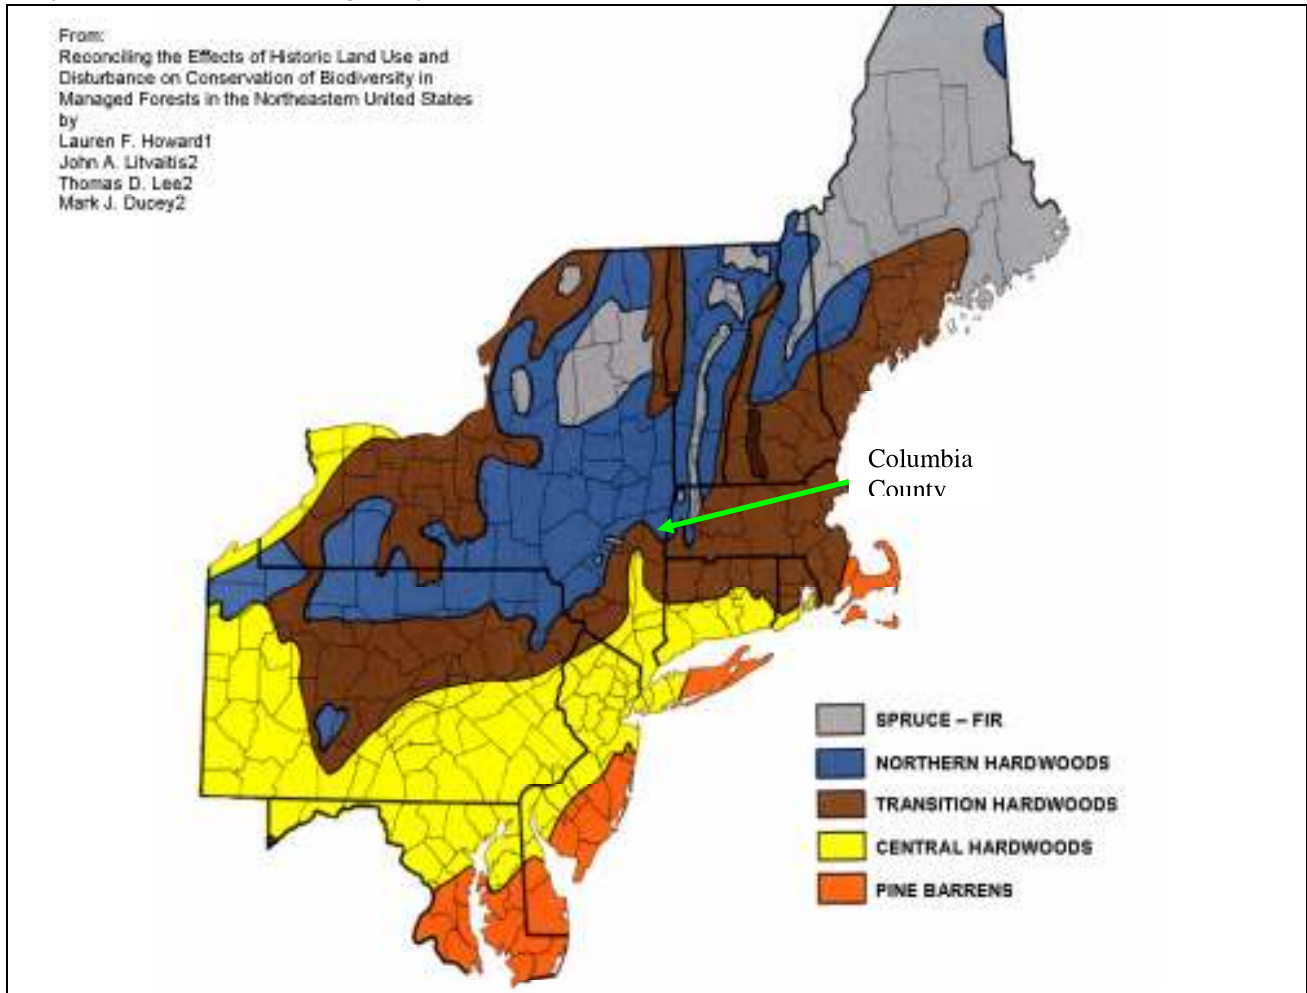 From:
Reconciling the Effects of Historic Land Use and
Disturbance on Conservation of Biodiversity in
Managed Forests in the Northeastern United States
by
Lauren F. Howard1
John A. Litvaitis2
Thomas D. Lee2
Mark J. Ducey2
Columbia
County
SPRUCE – FIR
NORTHERN HARDWOODS
TRANSITION HARDWOODS
CENTRAL HARDWOODS
PINE BARRENS